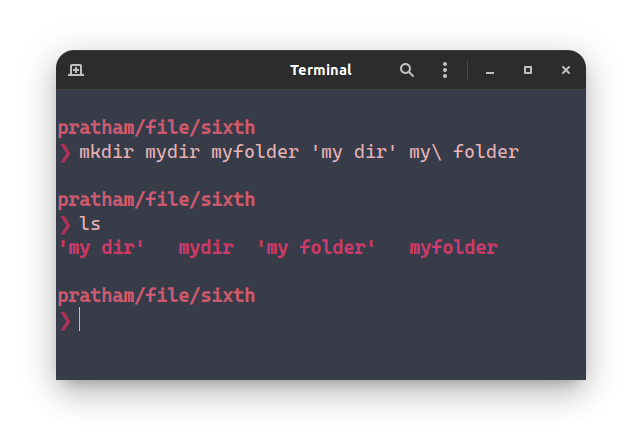 Terminal
pratham/file/sixth
❯ mkdir mydir myfolder 'my dir' my\ folder
pratham/file/sixth
❯ ls
'my dir'   mydir  'my folder'   myfolder
pratham/file/sixth
❯